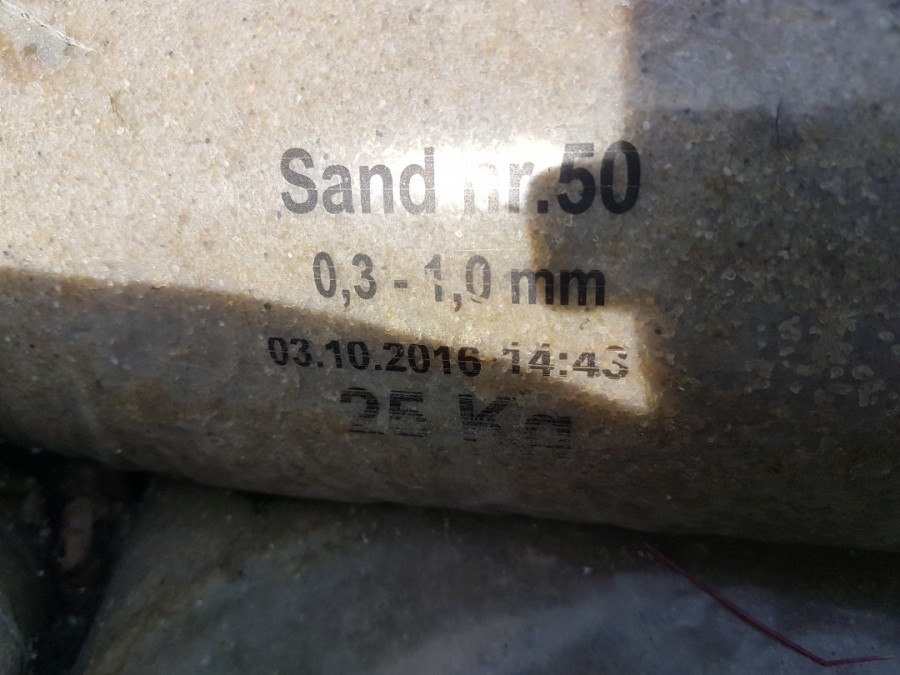 Sand nr.50
0,3 - 1,0 mm
03.10.2016 14:43
25 Kg